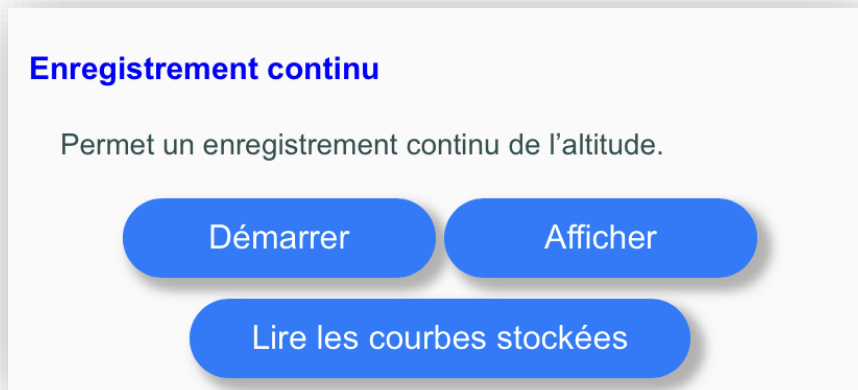 Enregistrement continu
Permet un enregistrement continu de l’altitude.
Démarrer
Afficher
Lire les courbes stockées